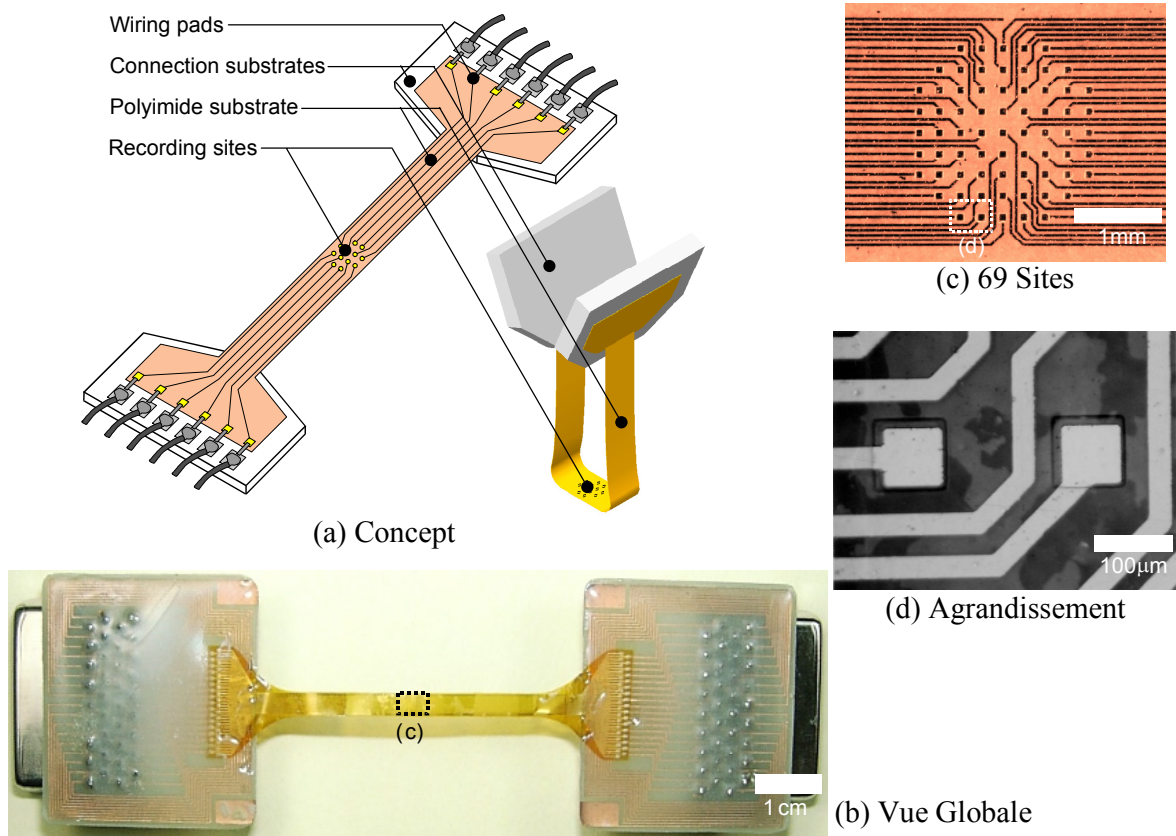 Wiring pads
Connection substrates
Polyimide substrate
Recording sites
(a) Concept
(d)
1mm
(c) 69 Sites
100μm
(d) Agrandissement
(c)
1 cm
(b) Vue Globale